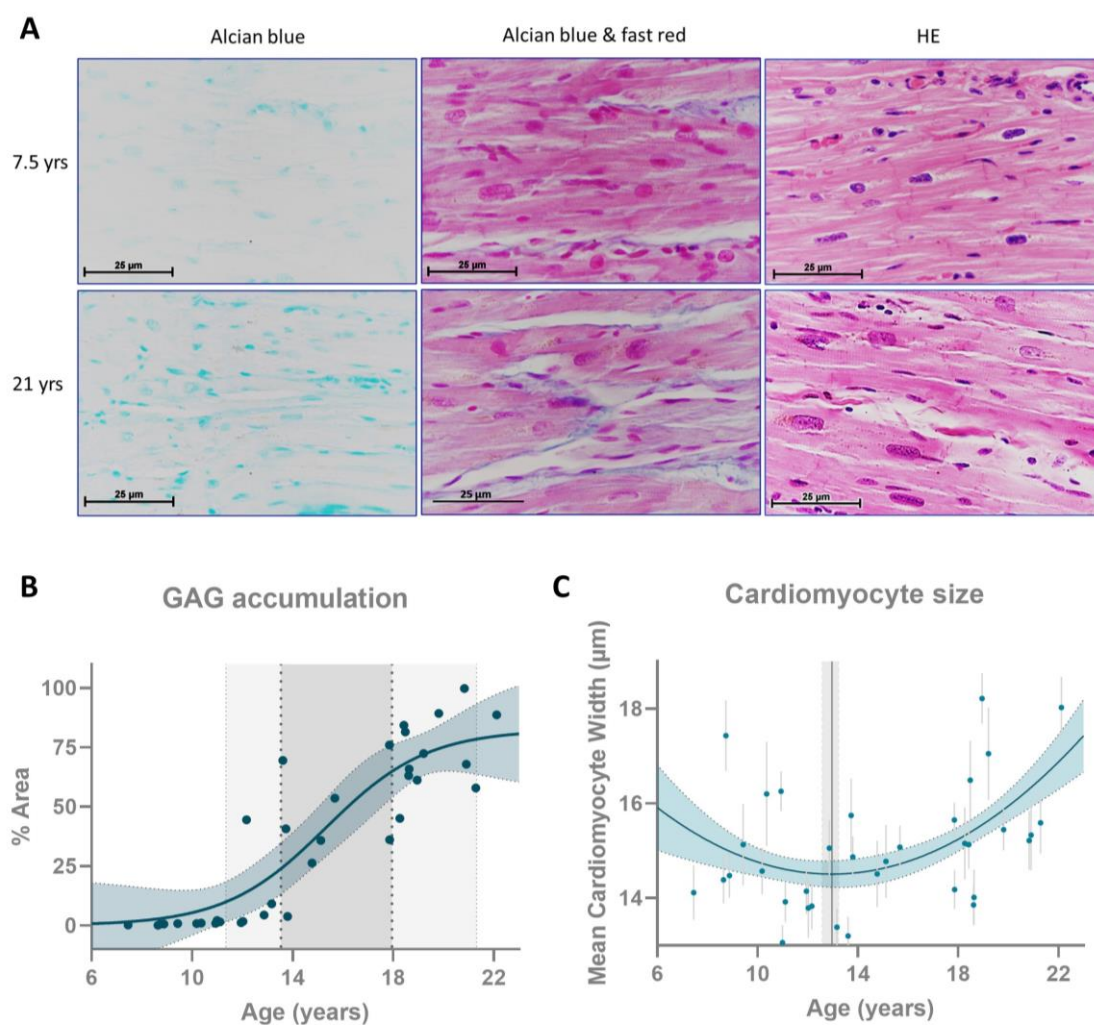 A
Alcian blue
Alcian blue & fast red
HE
7.5 yrs
25 µm
25 µm
25 µm
21 yrs
25 µm
25 µm
25 µm
B
GAG accumulation
% Area
100
75
50
25
0
6
10
14
18
22
Age (years)
C
Cardiomyocyte size
Mean Cardiomyocyte Width (µm)
18
16
14
6
10
14
18
22
Age (years)